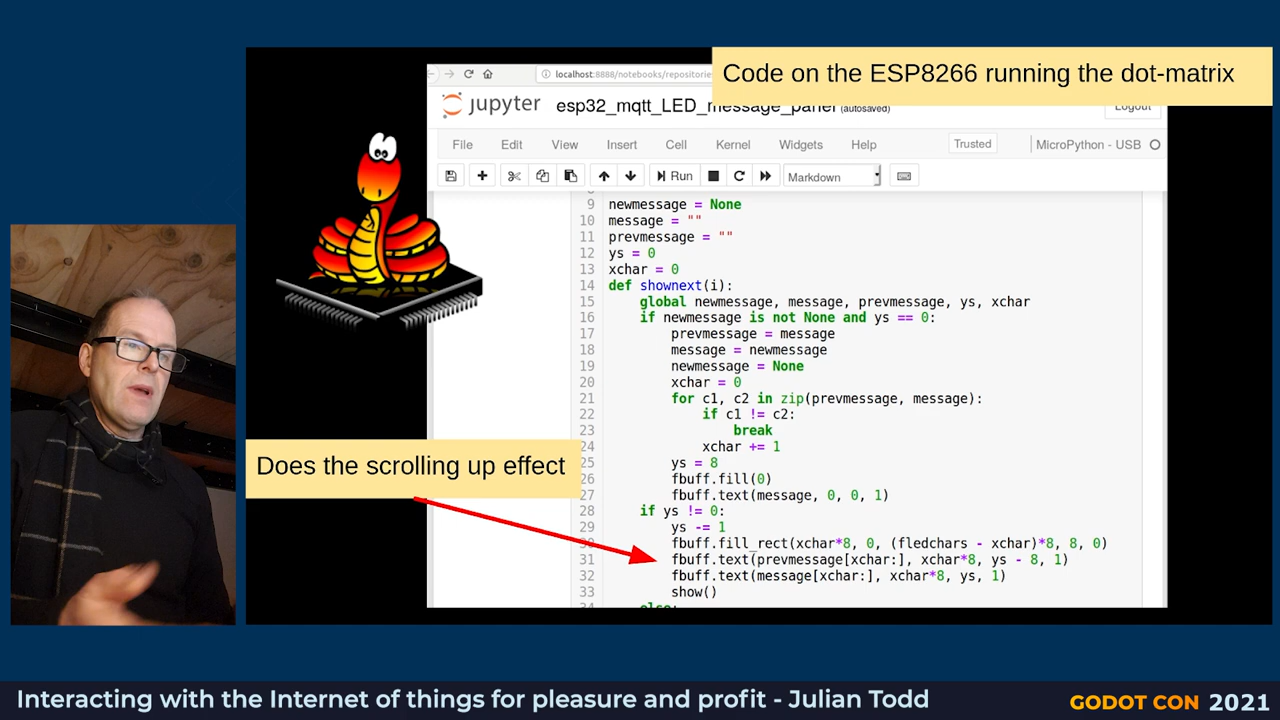 Code on the ESP8266 running the dot-matrix
localhost:8888/notebooks/repositorie
jupyter esp32_mqtt_LED_message_panel (autosaved) Logout
File Edit View Insert Cell Kernel Widgets Help Trusted MicroPython - USB
Run Markdown
9 newmessage = None
10 message = ""
11 prevmessage = ""
12 ys = 0
13 xchar = 0
14 def shownext(i):
15 global newmessage, message, prevmessage, ys, xchar
16 if newmessage is not None and ys == 0:
17 prevmessage = message
18 message = newmessage
19 newmessage = None
20 xchar = 0
21 for c1, c2 in zip(prevmessage, message):
22 if c1 != c2:
23 break
24 xchar += 1
Does the scrolling up effect
25 ys = 8
26 fbuff.fill(0)
27 fbuff.text(message, 0, 0, 1)
28 if ys != 0:
29 ys -= 1
30 fbuff.fill_rect(xchar*8, 0, (fledchars - xchar)*8, 8, 0)
31 fbuff.text(prevmessage[xchar:], xchar*8, ys - 8, 1)
32 fbuff.text(message[xchar:], xchar*8, ys, 1)
33 show()
34 else:
Interacting with the Internet of things for pleasure and profit - Julian Todd
GODOT CON 2021